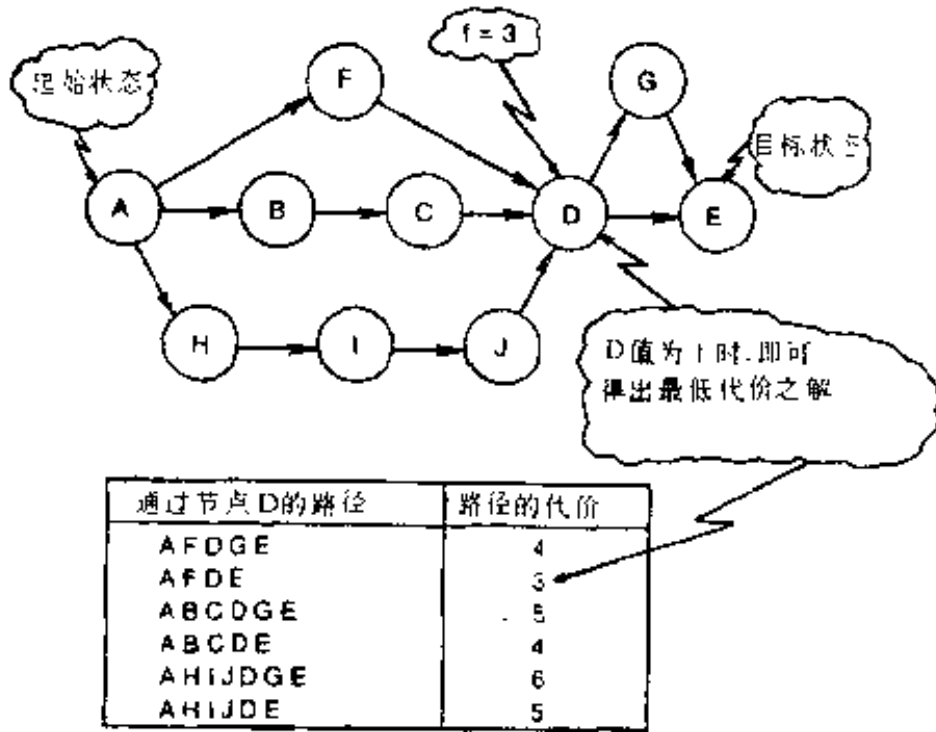 f = 3
起始状态
F
G
目标状态
A
B
C
D
E
H
I
J
D值为f时,即可
得出最低代价之解
通过节点D的路径 路径的代价
AFDGE 4
AFDE 3
ABCDGE 5
ABCDE 4
AHIJDGE 6
AHIJDE 5